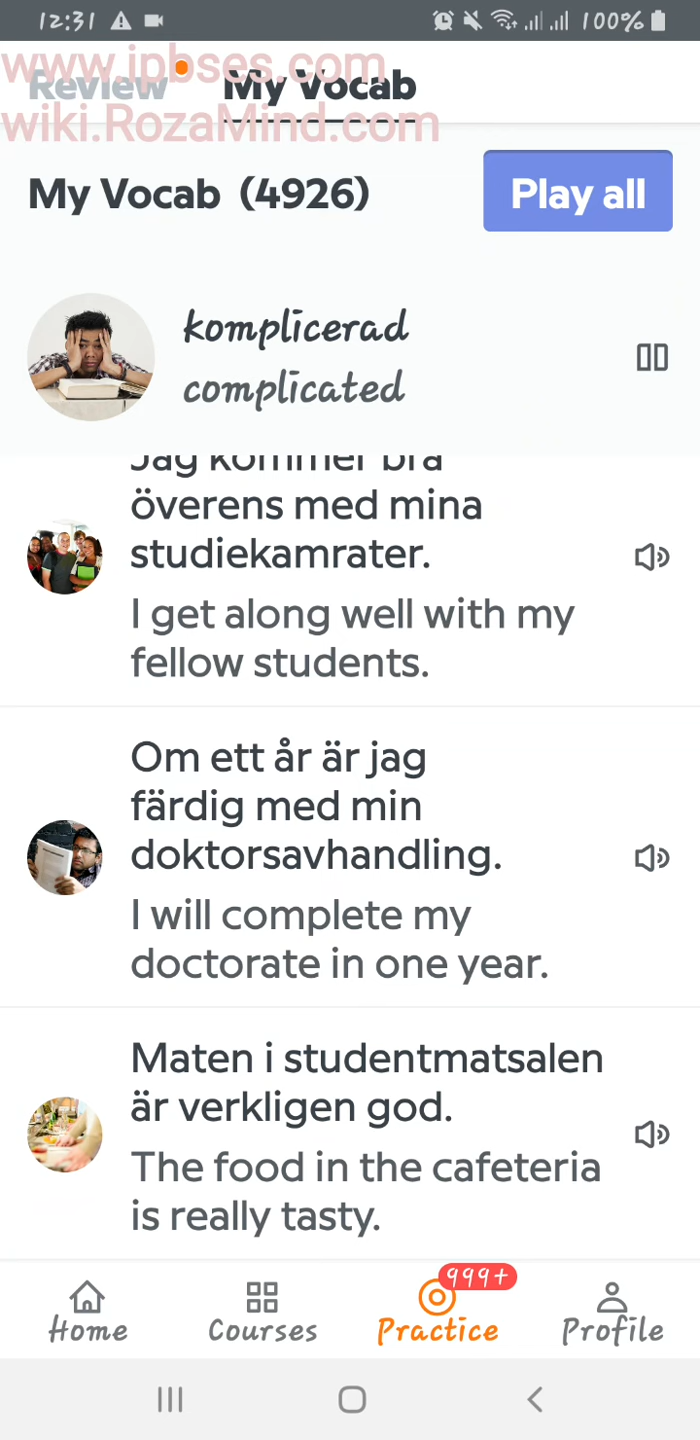 12:31 100%
www.ipbses.com
Review My Vocab
wiki.RozaMind.com
My Vocab (4926) Play all
komplicerad
complicated
Jag kommer bra
överens med mina
studiekamrater.
I get along well with my
fellow students.
Om ett år är jag
färdig med min
doktorsavhandling.
I will complete my
doctorate in one year.
Maten i studentmatsalen
är verkligen god.
The food in the cafeteria
is really tasty.
999+
Home Courses Practice Profile